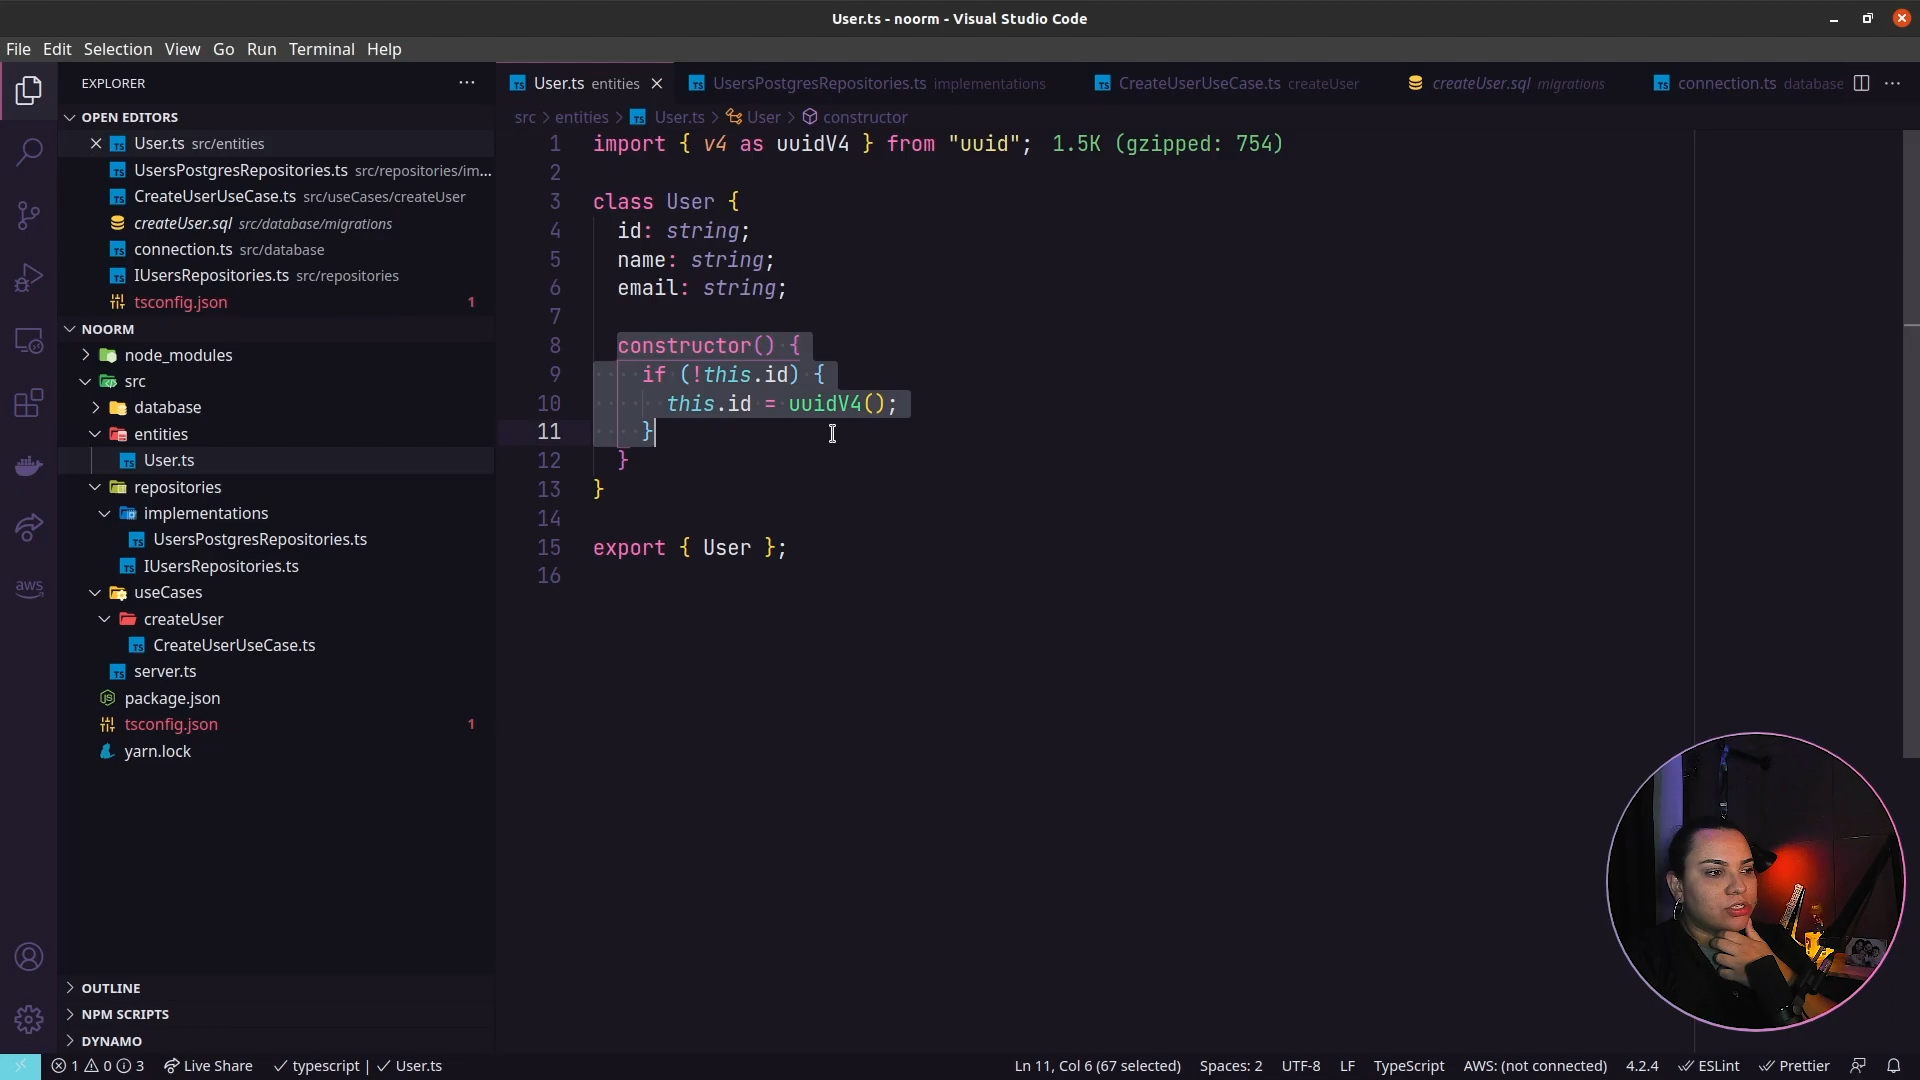 User.ts - noorm - Visual Studio Code
File Edit Selection View Go Run Terminal Help
EXPLORER
User.ts entities
UsersPostgresRepositories.ts implementations
CreateUserUseCase.ts createUser
createUser.sql migrations
connection.ts database
OPEN EDITORS
User.ts src/entities
UsersPostgresRepositories.ts src/repositories/im...
CreateUserUseCase.ts src/useCases/createUser
createUser.sql src/database/migrations
connection.ts src/database
IUsersRepositories.ts src/repositories
tsconfig.json 1
NOORM
node_modules
src
database
entities
User.ts
repositories
implementations
UsersPostgresRepositories.ts
IUsersRepositories.ts
useCases
createUser
CreateUserUseCase.ts
server.ts
package.json
tsconfig.json 1
yarn.lock
OUTLINE
NPM SCRIPTS
DYNAMO
aws
src > entities > TS User.ts > User > constructor
1 import { v4 as uuidV4 } from "uuid"; 1.5K (gzipped: 754)
2
3 class User {
4 id: string;
5 name: string;
6 email: string;
7
8 constructor() {
9 if (!this.id) {
10 this.id = uuidV4();
11 }
12 }
13 }
14
15 export { User };
16
1 0 3 Live Share typescript | User.ts
Ln 11, Col 6 (67 selected) Spaces: 2 UTF-8 LF TypeScript AWS: (not connected) 4.2.4 ESLint Prettier